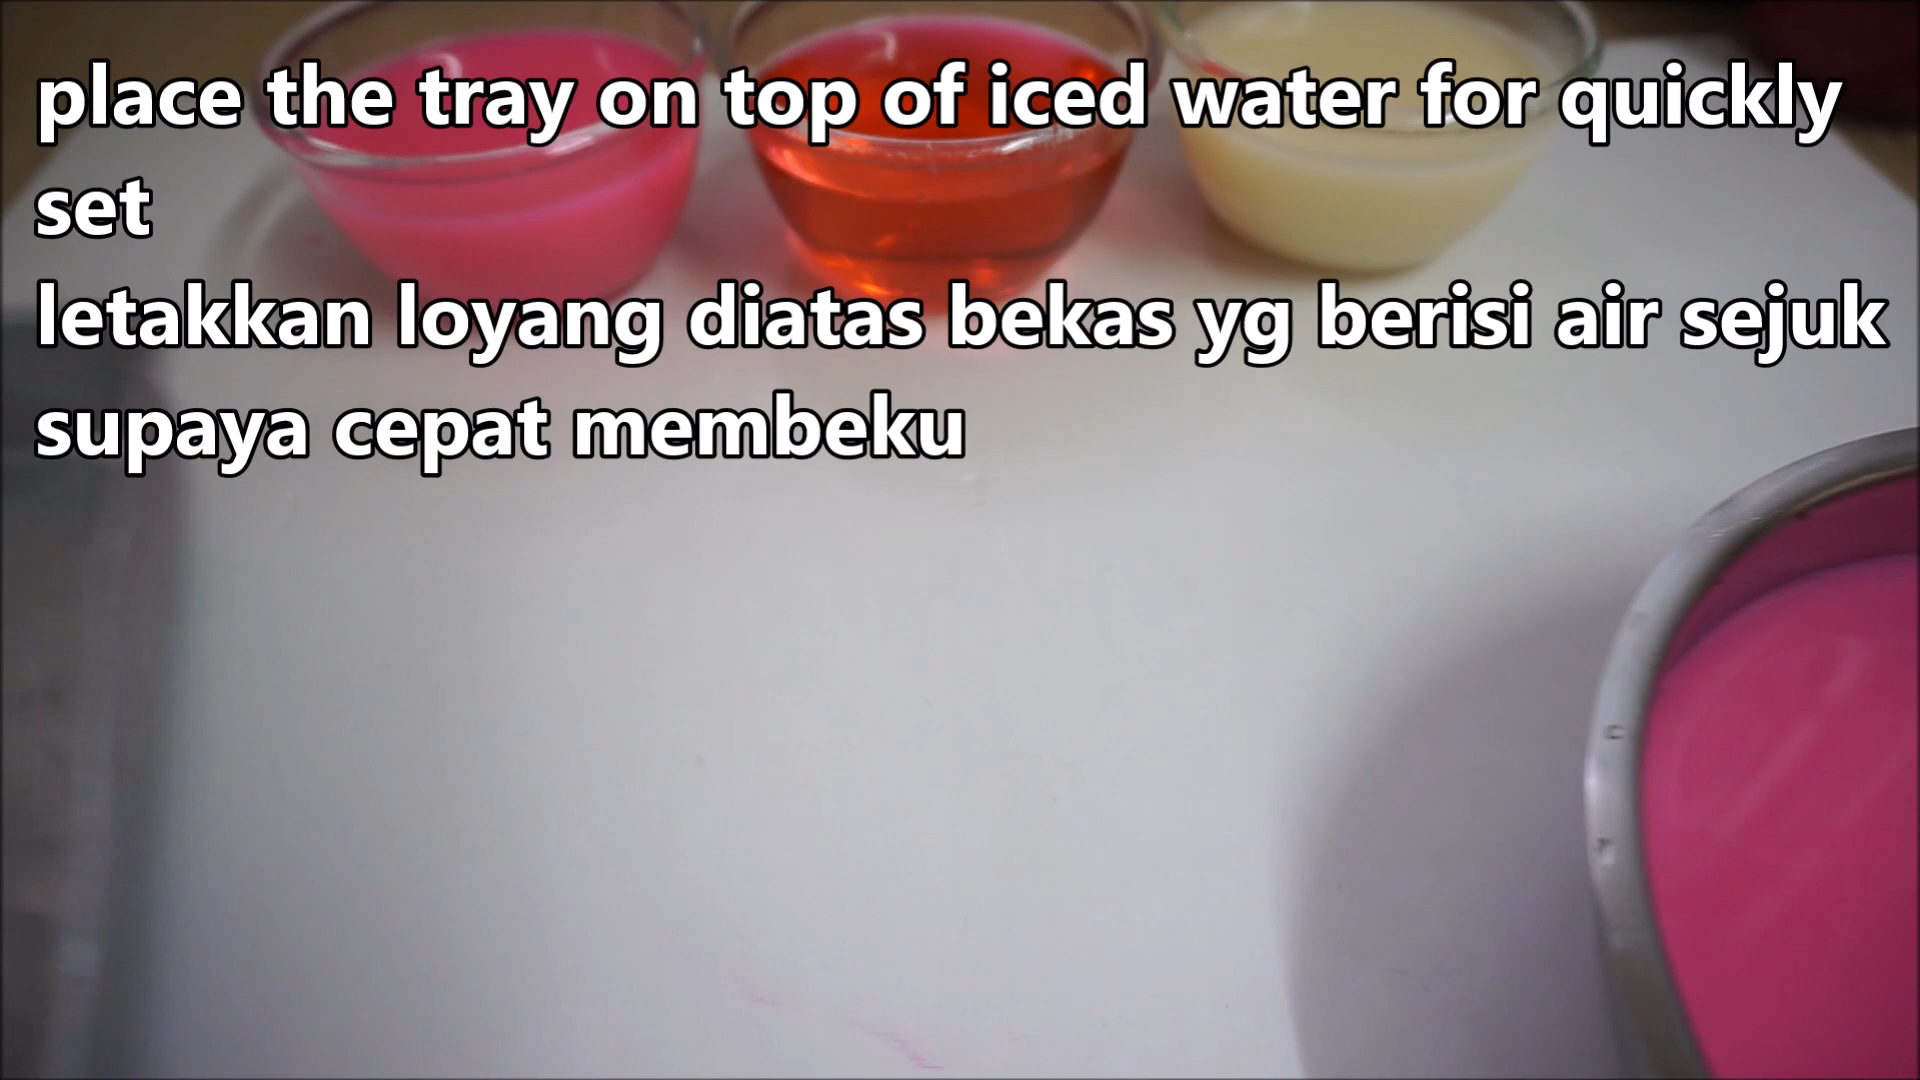 place the tray on top of iced water for quickly
set
letakkan loyang diatas bekas yg berisi air sejuk
supaya cepat membeku